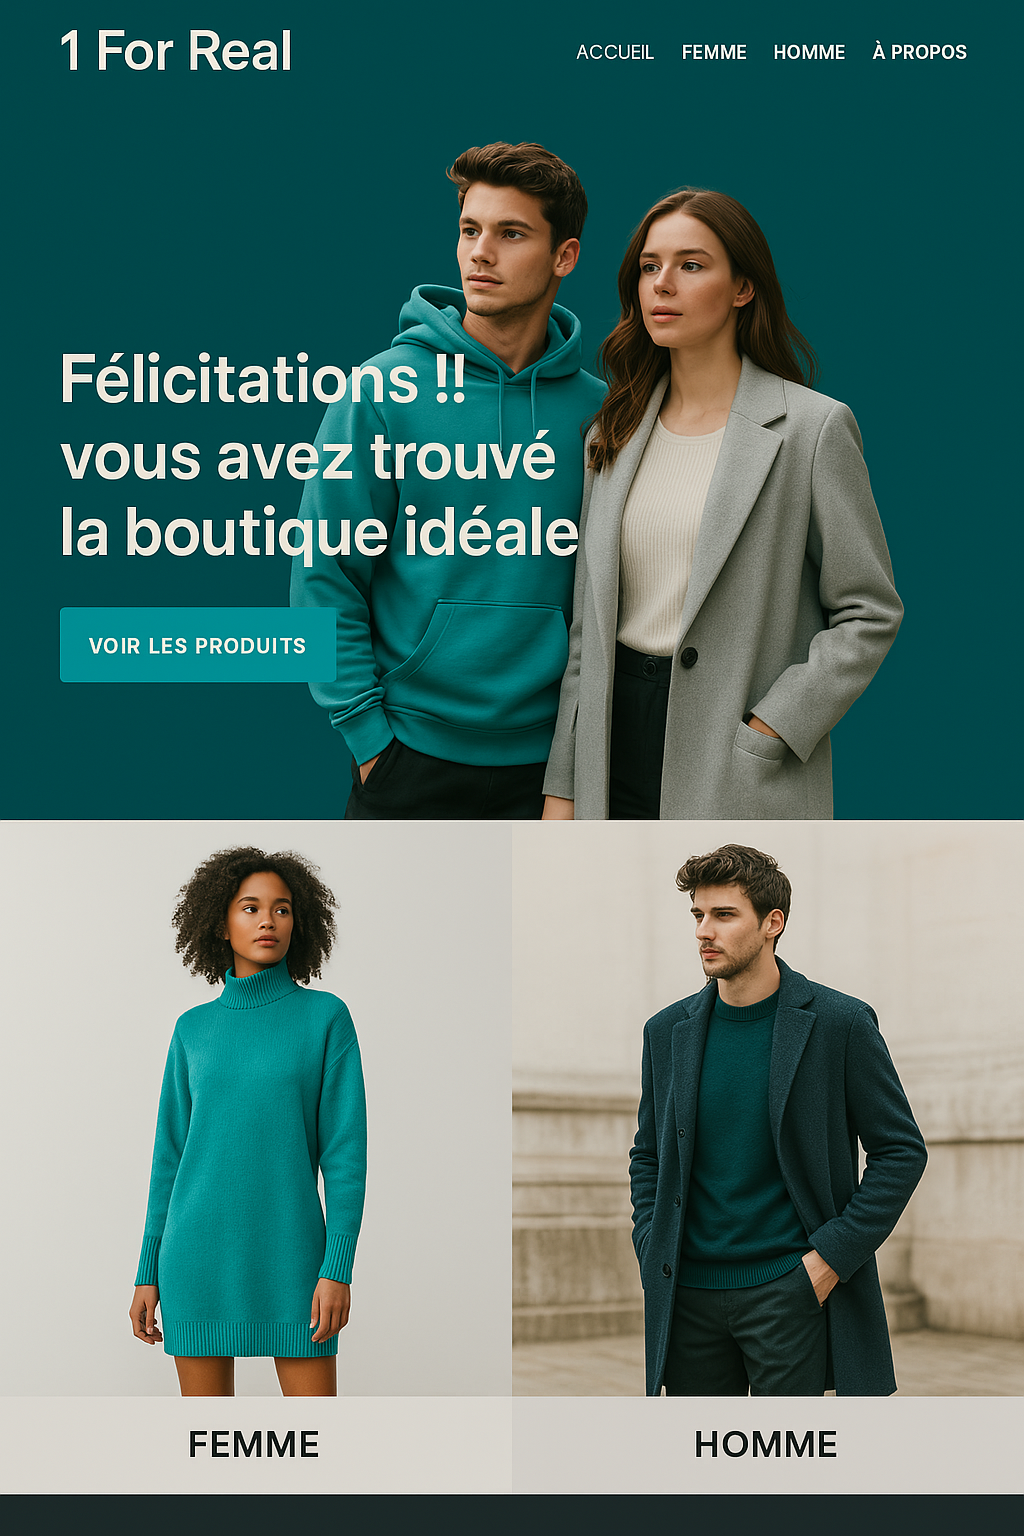 1 For Real
ACCUEIL FEMME HOMME À PROPOS
Félicitations !!
vous avez trouvé
la boutique idéale
VOIR LES PRODUITS
FEMME
HOMME